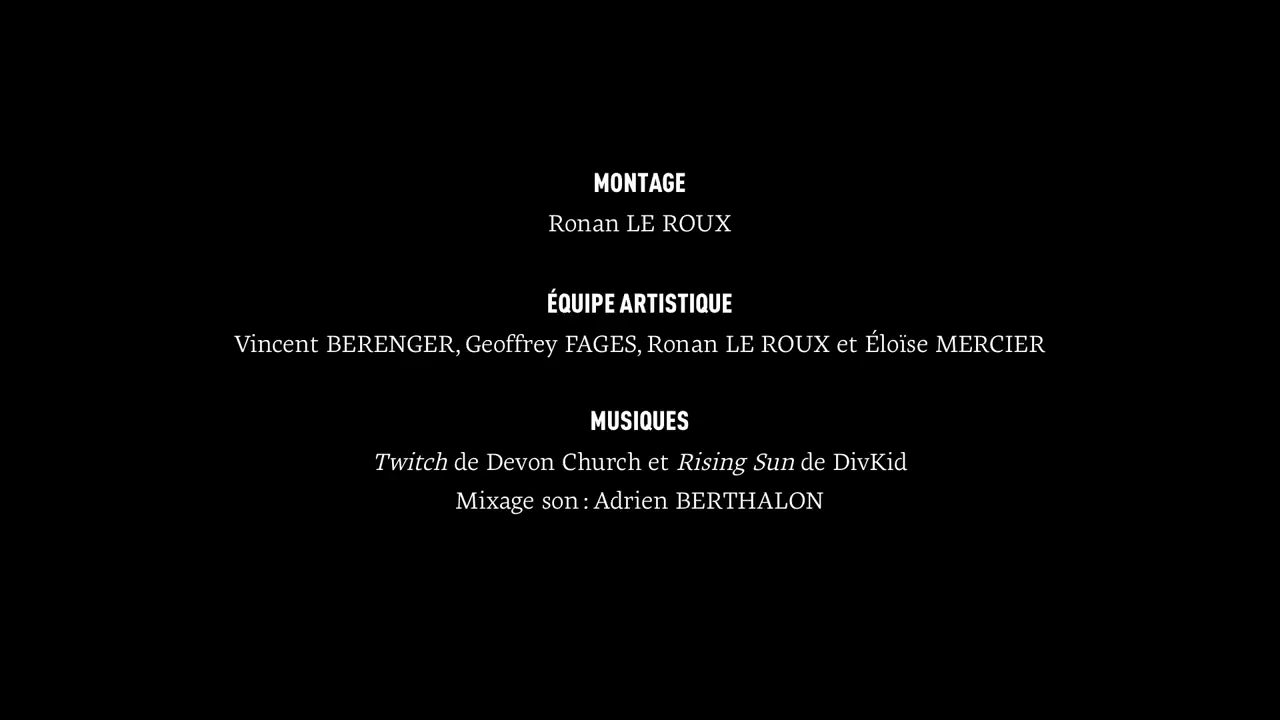 MONTAGE
Ronan LE ROUX
ÉQUIPE ARTISTIQUE
Vincent BERENGER, Geoffrey FAGES, Ronan LE ROUX et Éloïse MERCIER
MUSIQUES
Twitch de Devon Church et Rising Sun de DivKid
Mixage son : Adrien BERTHALON